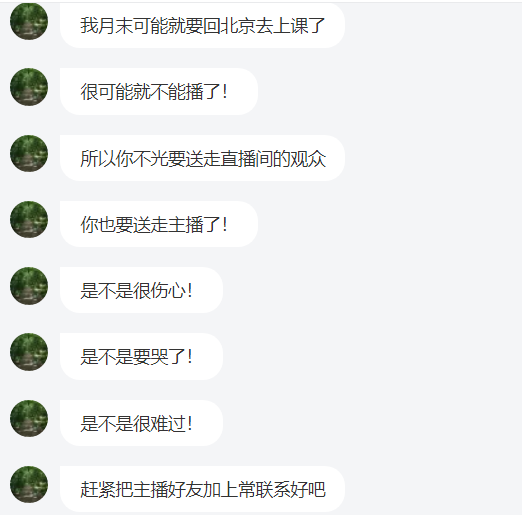 我月末可能就要回北京去上课了
很可能就不能播了！
所以你不光要送走直播间的观众
你也要送走主播了！
是不是很伤心！
是不是要哭了！
是不是很难过！
赶紧把主播好友加上常联系好吧